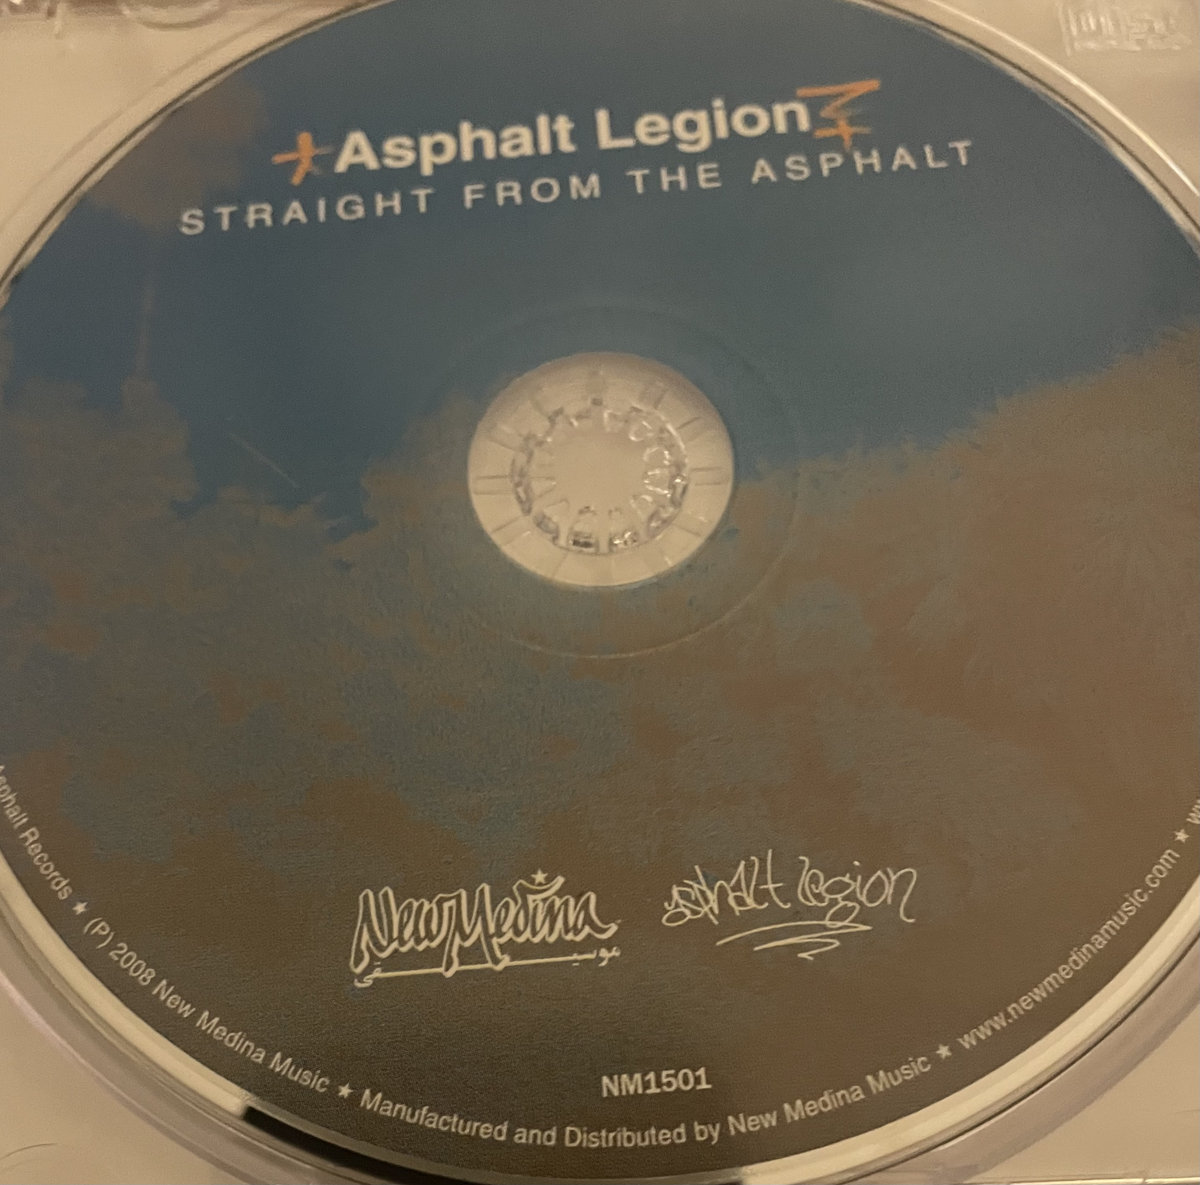 Asphalt Legion
STRAIGHT FROM THE ASPHALT
New Medina
موسيقى
asphalt legion
NM1501
Asphalt Records ★ (P) 2008 New Medina Music ★ Manufactured and Distributed by New Medina Music ★ www.newmedinamusic.com ★